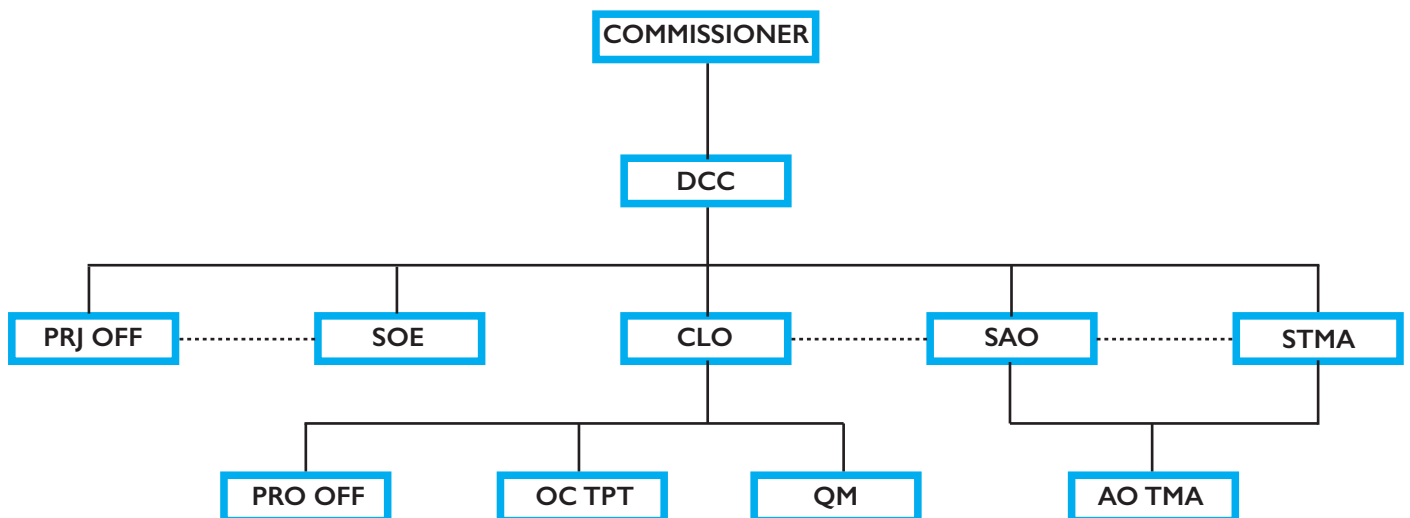 COMMISSIONER
DCC
PRJ OFF
SOE
CLO
SAO
STMA
PRO OFF
OC TPT
QM
AO TMA